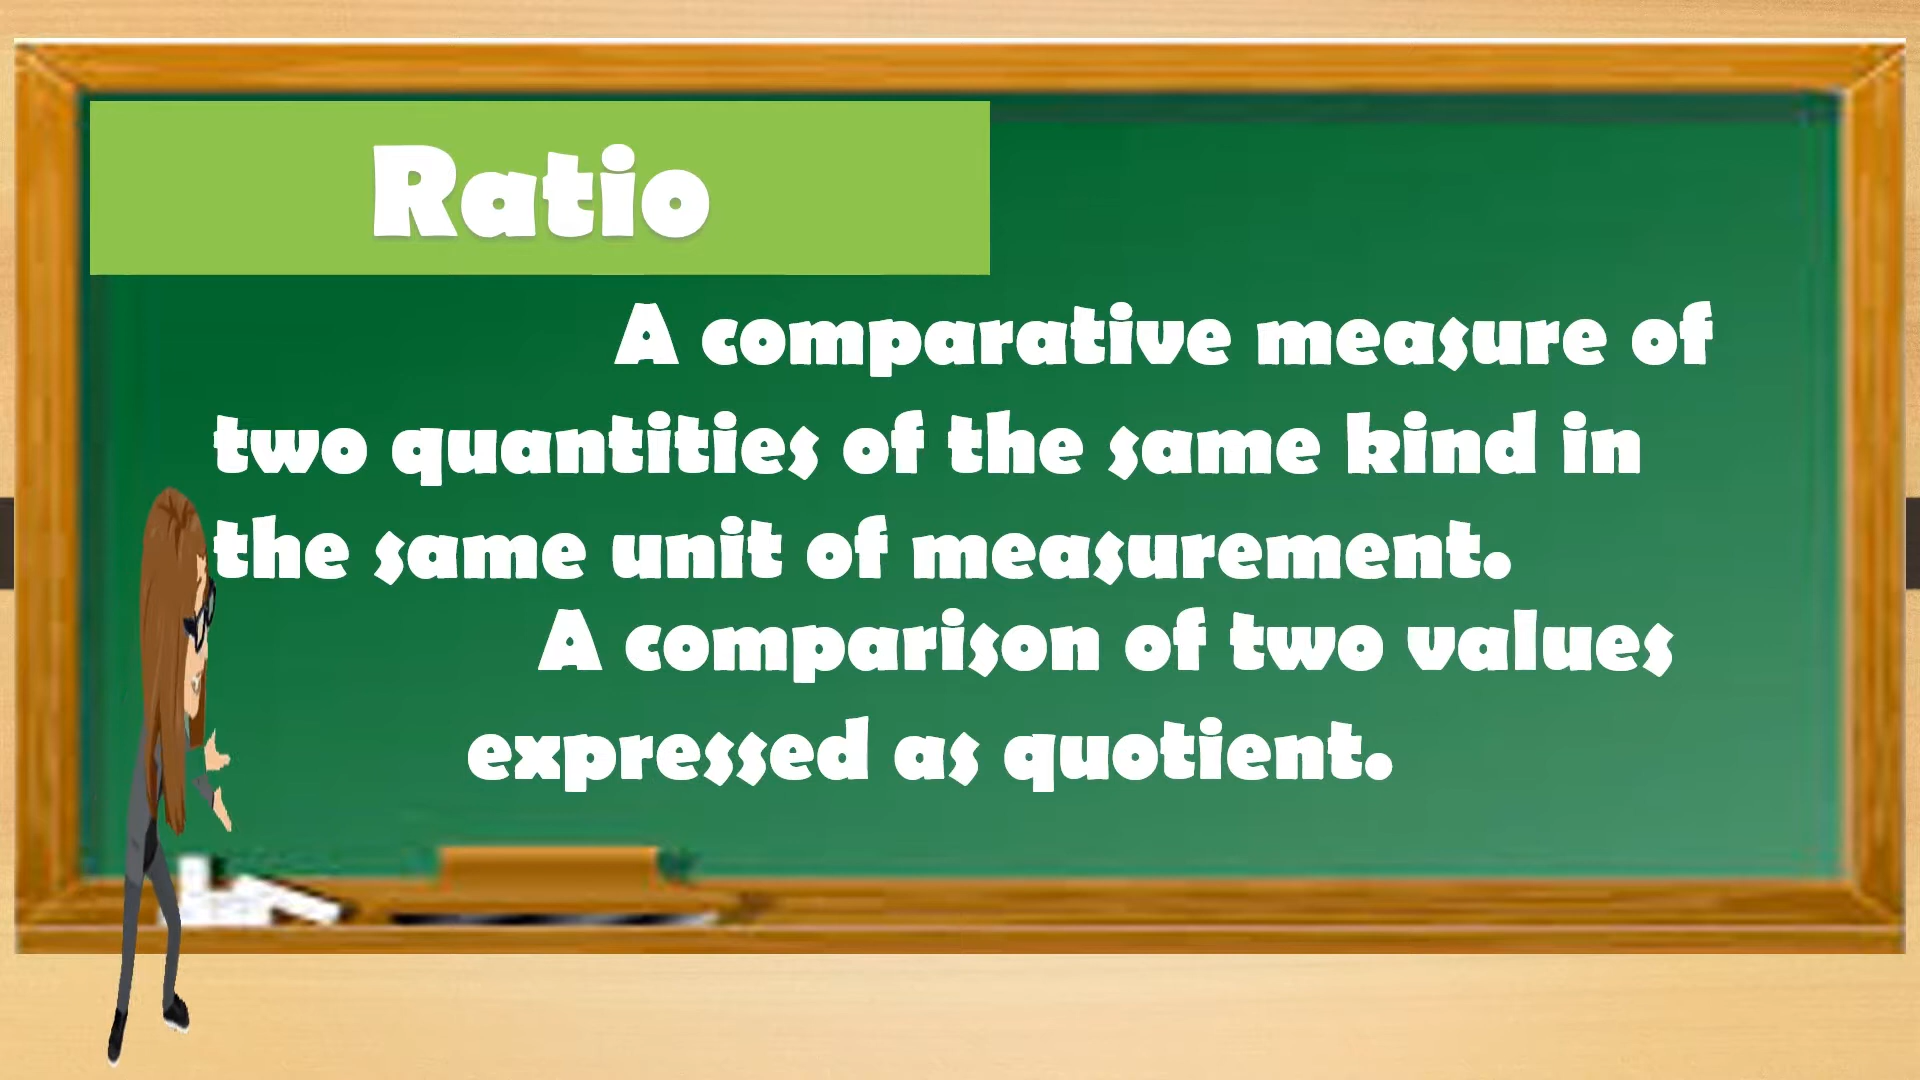 Ratio
A comparative measure of
two quantities of the same kind in
the same unit of measurement.
A comparison of two values
expressed as quotient.